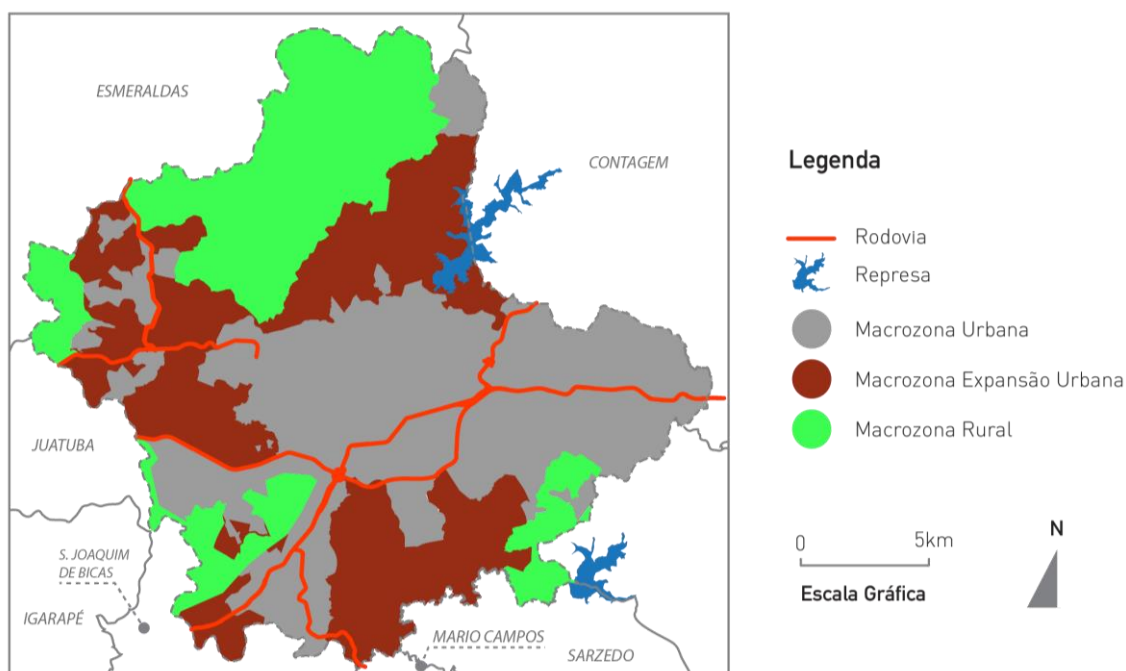 ESMERALDAS
CONTAGEM
JUATUBA
S. JOAQUIM
DE BICAS
IGARAPÉ
MARIO CAMPOS
SARZEDO
Legenda
Rodovia
Represa
Macrozona Urbana
Macrozona Expansão Urbana
Macrozona Rural
0 5km
Escala Gráfica
N